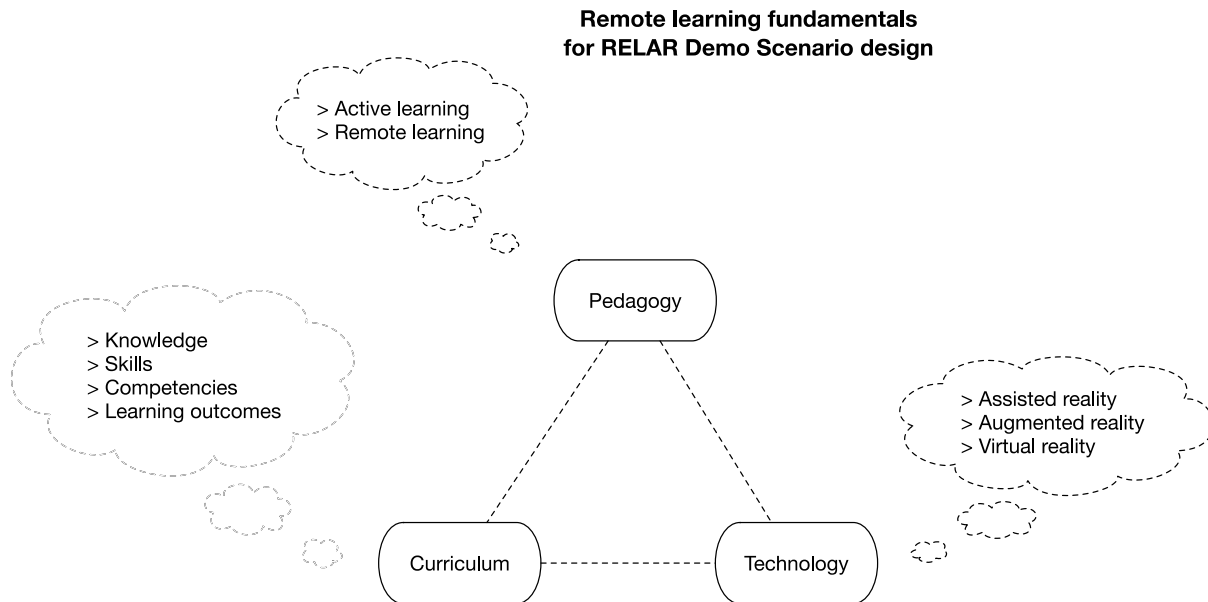 Remote learning fundamentals
for RELAR Demo Scenario design
> Active learning
> Remote learning
Pedagogy
> Knowledge
> Skills
> Competencies
> Learning outcomes
> Assisted reality
> Augmented reality
> Virtual reality
Curriculum
Technology